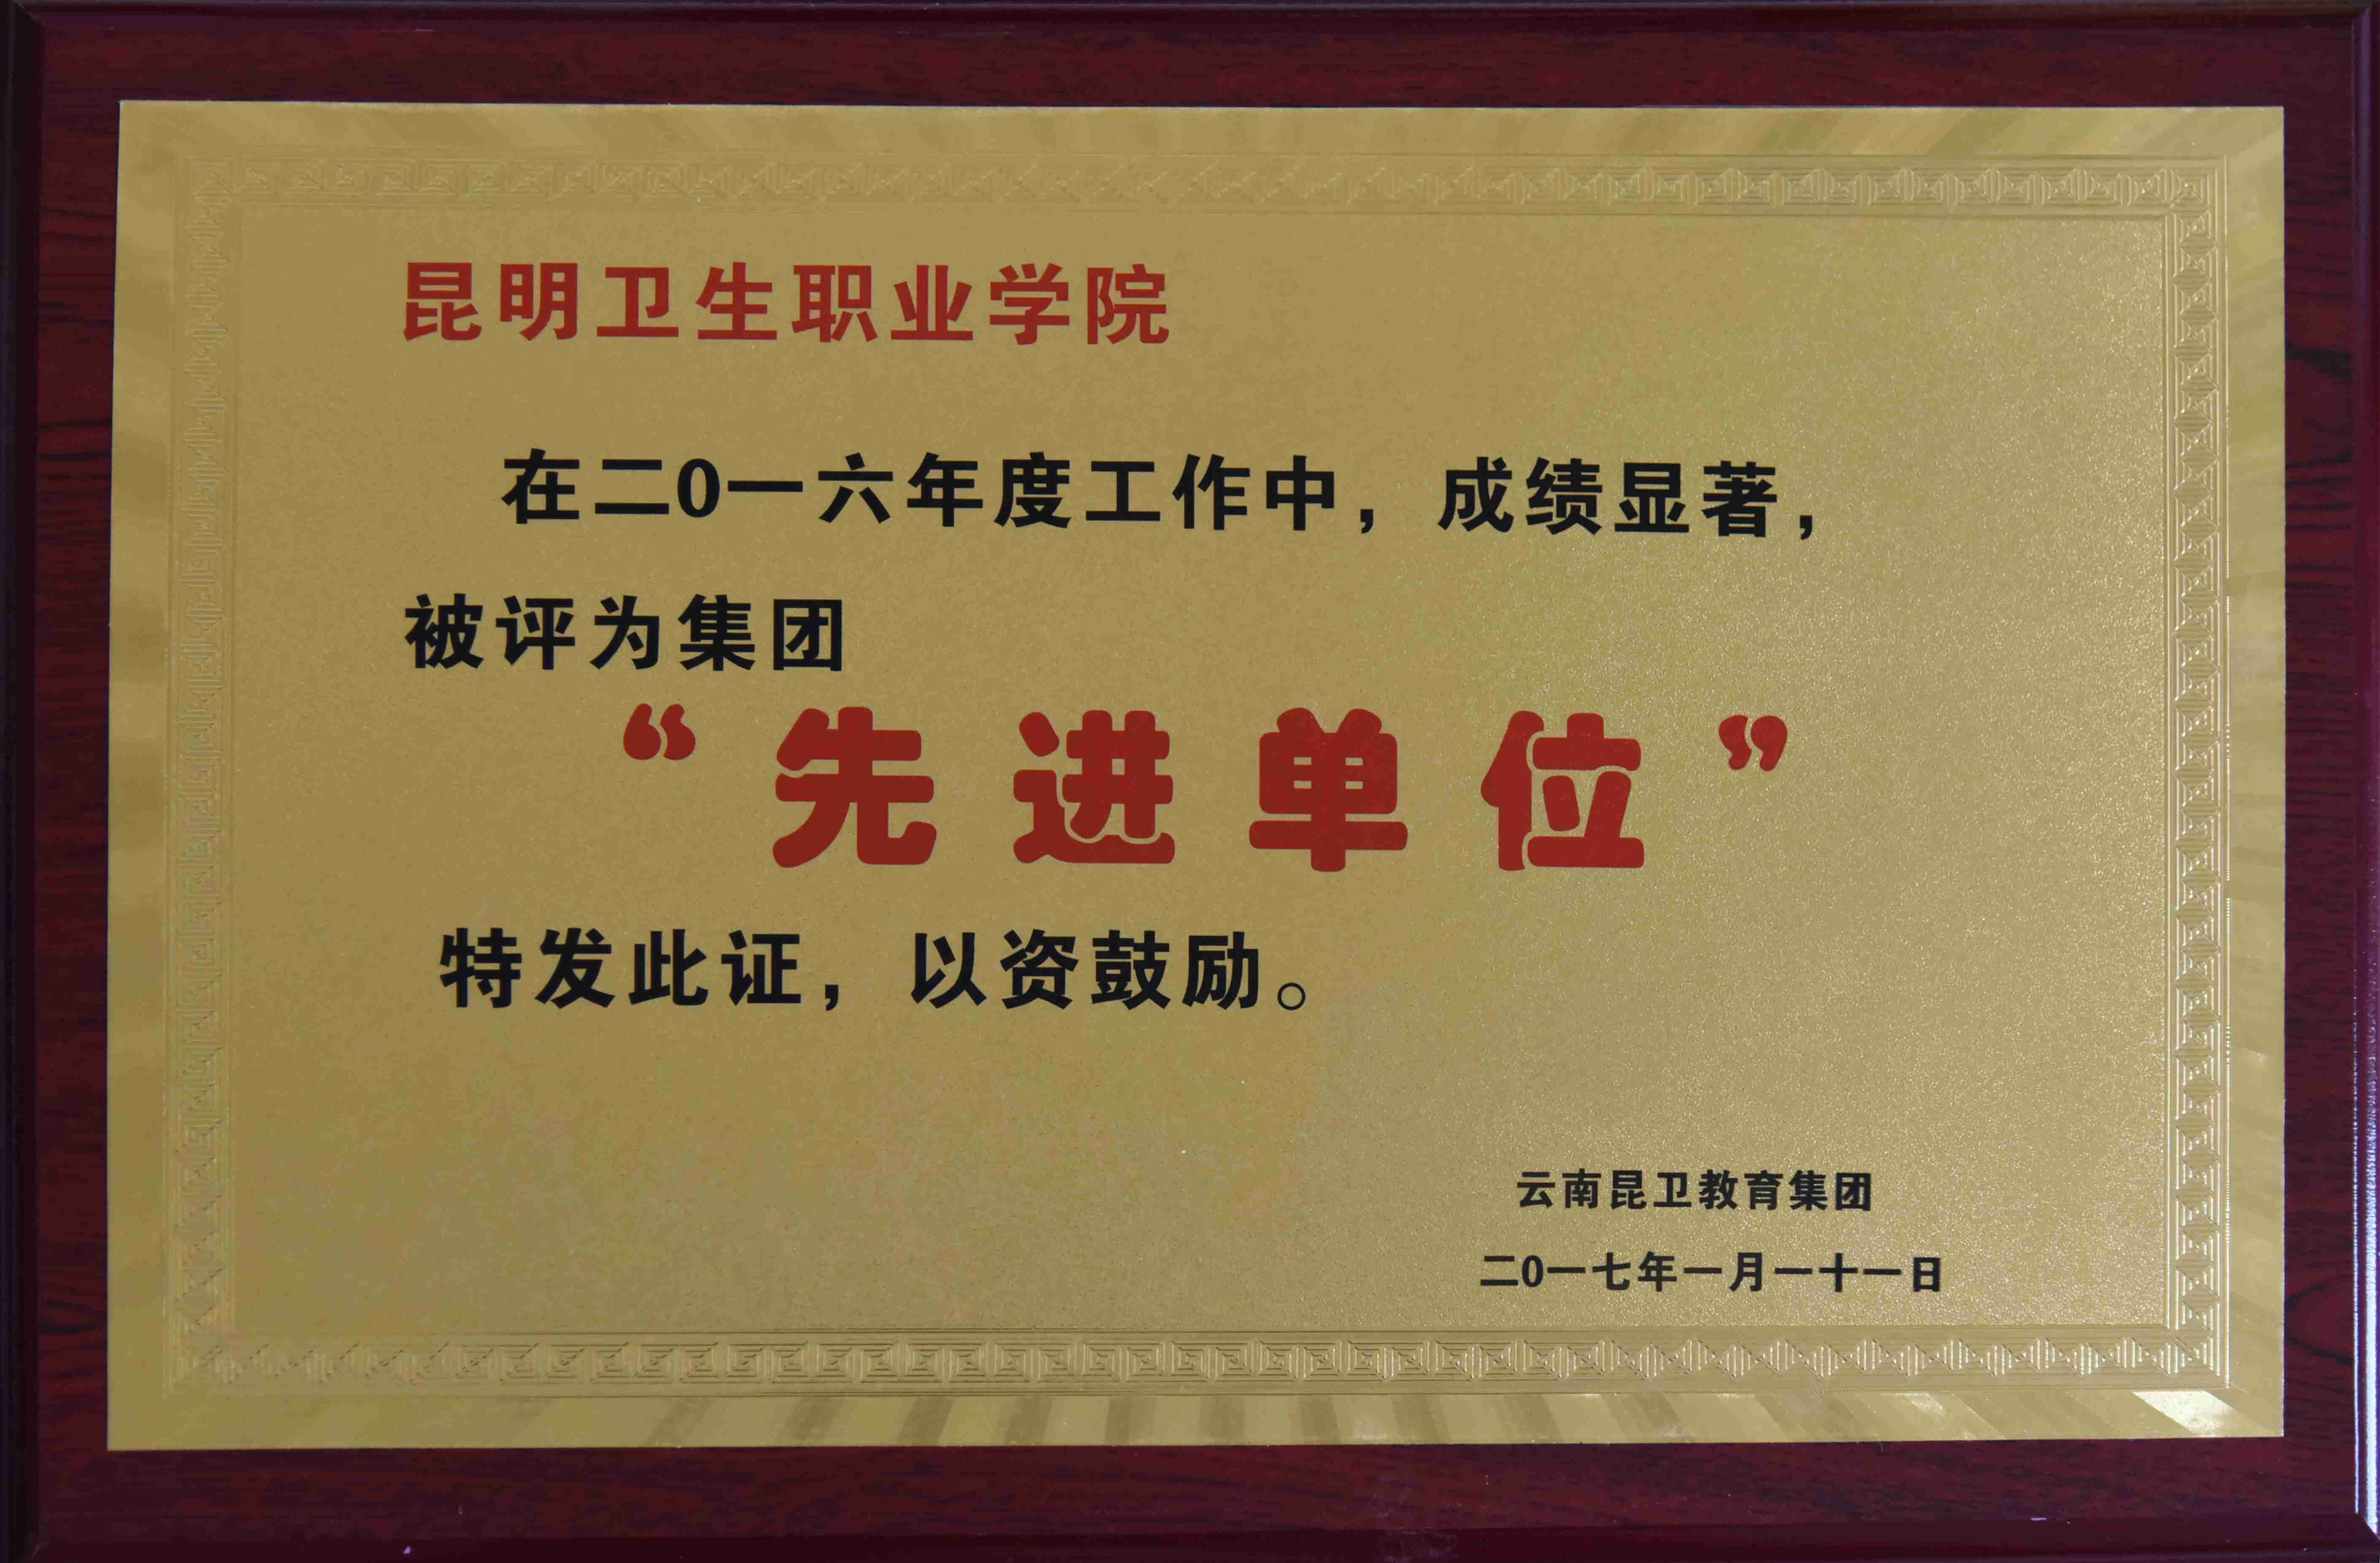 昆明卫生职业学院
在二0一六年度工作中，成绩显著，
被评为集团
“先进单位”
特发此证，以资鼓励。
云南昆卫教育集团
二0一七年一月一十一日